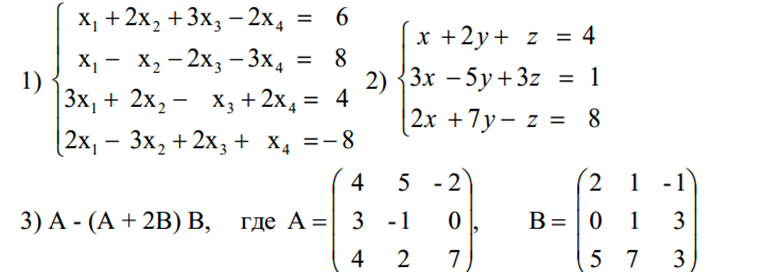 1) { x₁ + 2x₂ + 3x₃ − 2x₄ = 6
x₁ − x₂ − 2x₃ − 3x₄ = 8
3x₁ + 2x₂ − x₃ + 2x₄ = 4
2x₁ − 3x₂ + 2x₃ + x₄ = −8
2) { x + 2y + z = 4
3x − 5y + 3z = 1
2x + 7y − z = 8
3) A - (A + 2B) B, где A = ( 4 5 -2
3 -1 0
4 2 7 ), B = ( 2 1 -1
0 1 3
5 7 3 )